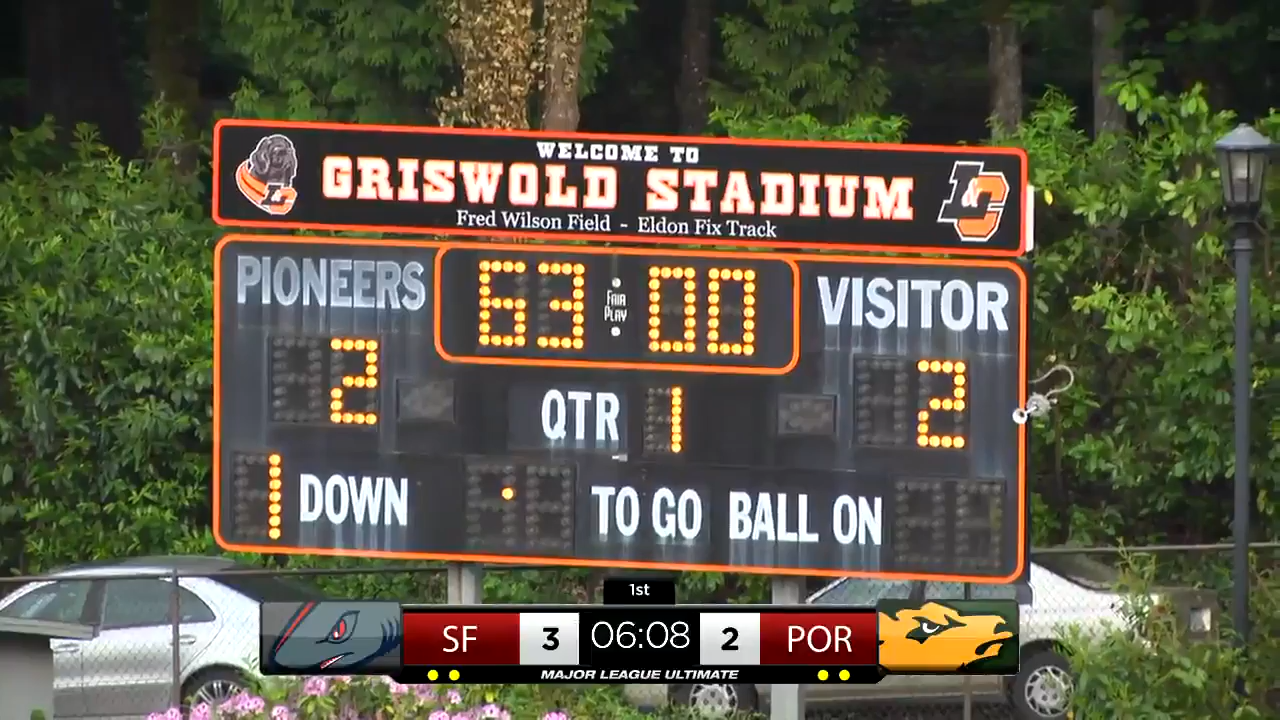 WELCOME TO
GRISWOLD STADIUM
Fred Wilson Field - Eldon Fix Track
L&C
PIONEERS 63:00 VISITOR
FAIR PLAY
2 QTR 1 2
1 DOWN TO GO BALL ON
1st
SF 3 06:08 2 POR
MAJOR LEAGUE ULTIMATE